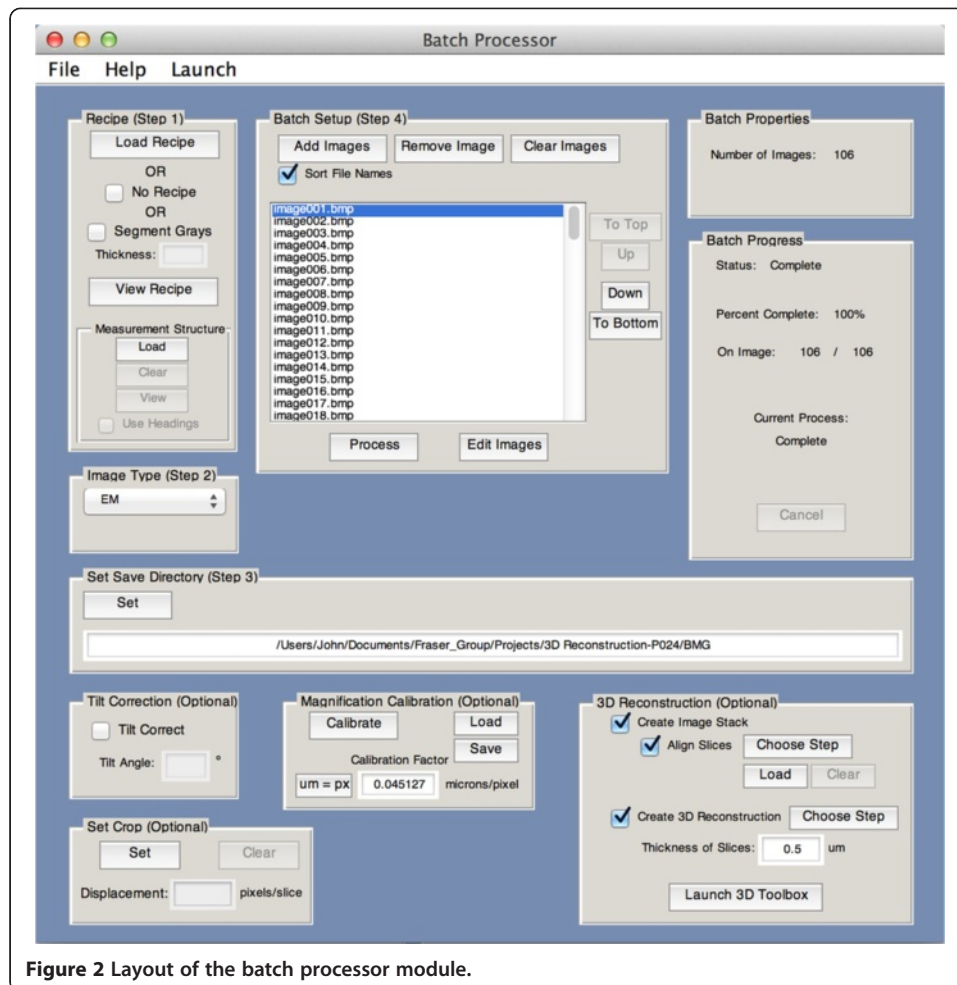 Batch Processor
File Help Launch
Recipe (Step 1)
Load Recipe
OR
No Recipe
OR
Segment Grays
Thickness:
View Recipe
Measurement Structure
Load
Clear
View
Use Headings
Batch Setup (Step 4)
Add Images Remove Image Clear Images
Sort File Names
image001.bmp
image002.bmp
image003.bmp
image004.bmp
image005.bmp
image006.bmp
image007.bmp
image008.bmp
image009.bmp
image010.bmp
image011.bmp
image012.bmp
image013.bmp
image014.bmp
image015.bmp
image016.bmp
image017.bmp
image018.bmp
To Top
Up
Down
To Bottom
Process Edit Images
Batch Properties
Number of Images: 106
Batch Progress
Status: Complete
Percent Complete: 100%
On Image: 106 / 106
Current Process:
Complete
Cancel
Image Type (Step 2)
EM
Set Save Directory (Step 3)
Set
/Users/John/Documents/Fraser_Group/Projects/3D Reconstruction-P024/BMG
Tilt Correction (Optional)
Tilt Correct
Tilt Angle: °
Magnification Calibration (Optional)
Calibrate Load
Save
Calibration Factor
um = px 0.045127 microns/pixel
3D Reconstruction (Optional)
Create Image Stack
Align Slices Choose Step
Load Clear
Create 3D Reconstruction Choose Step
Thickness of Slices: 0.5 um
Launch 3D Toolbox
Set Crop (Optional)
Set Clear
Displacement: pixels/slice
Figure 2 Layout of the batch processor module.